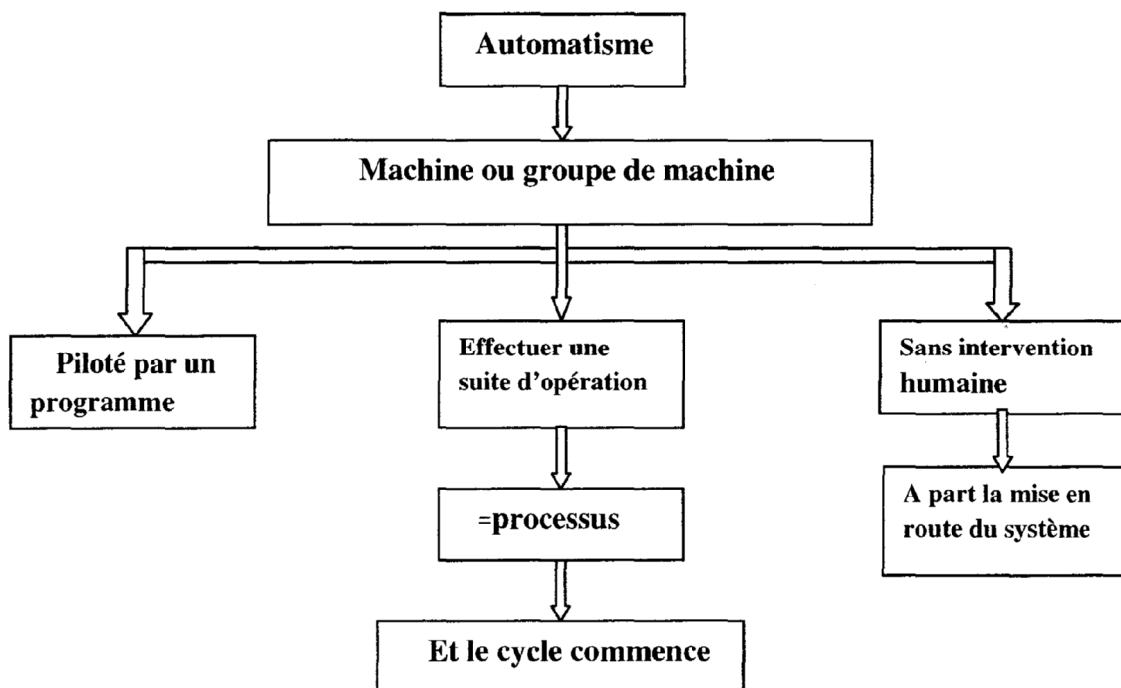 Automatisme
Machine ou groupe de machine
Piloté par un
programme
Effectuer une
suite d'opération
Sans intervention
humaine
=processus
A part la mise en
route du système
Et le cycle commence